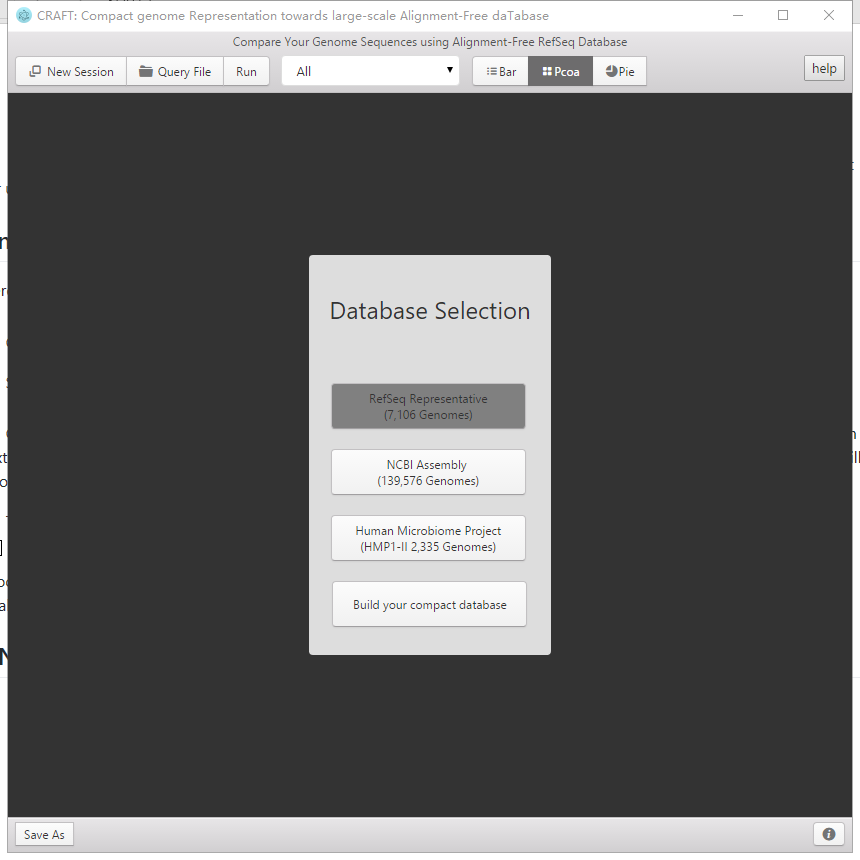 CRAFT: Compact genome Representation towards large-scale Alignment-Free daTabase
Compare Your Genome Sequences using Alignment-Free RefSeq Database
New Session
Query File
Run
All
Bar
Pcoa
Pie
help
Database Selection
RefSeq Representative
(7,106 Genomes)
NCBI Assembly
(139,576 Genomes)
Human Microbiome Project
(HMP1-II 2,335 Genomes)
Build your compact database
Save As